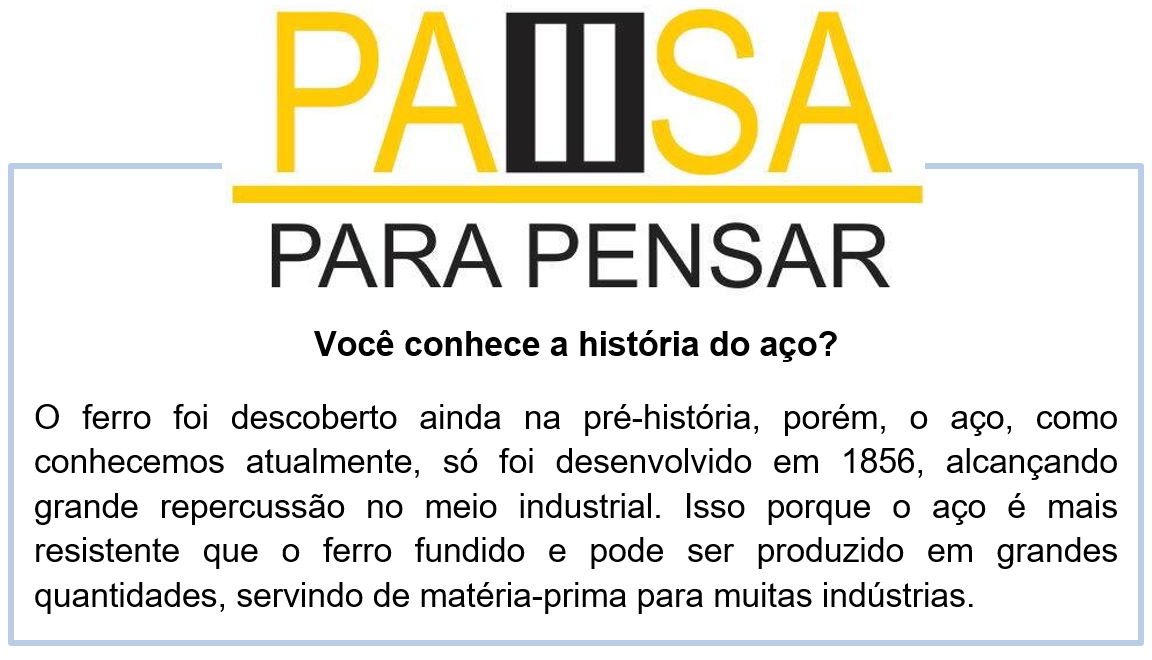 PAUSA
PARA PENSAR
Você conhece a história do aço?
O ferro foi descoberto ainda na pré-história, porém, o aço, como
conhecemos atualmente, só foi desenvolvido em 1856, alcançando
grande repercussão no meio industrial. Isso porque o aço é mais
resistente que o ferro fundido e pode ser produzido em grandes
quantidades, servindo de matéria-prima para muitas indústrias.